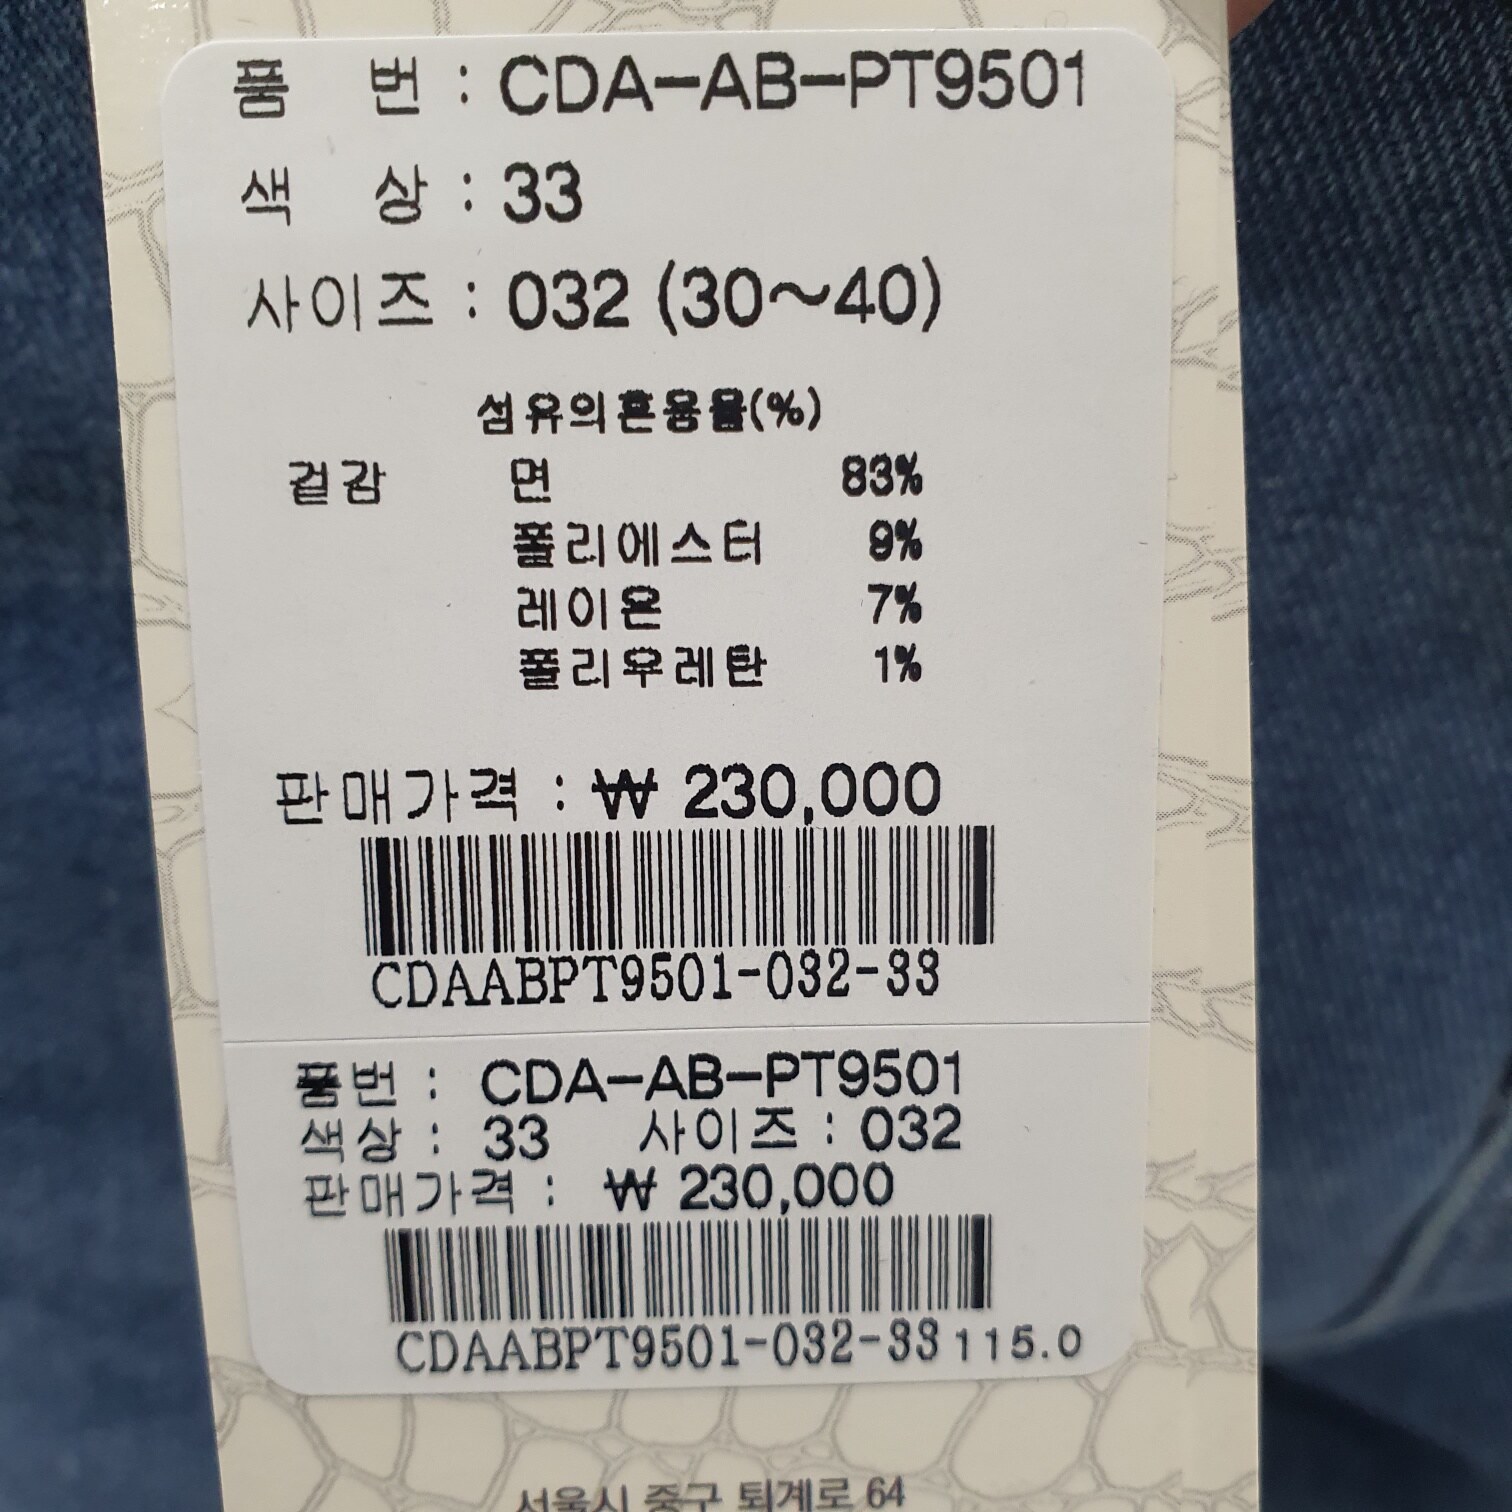 품 번 : CDA-AB-PT9501
색 상 : 33
사이즈 : 032 (30~40)
섬유의혼용율(%)
겉감 면 83%
폴리에스터 9%
레이온 7%
폴리우레탄 1%
판매가격 : ₩ 230,000
CDAABPT9501-032-33
품번 : CDA-AB-PT9501
색상 : 33 사이즈 : 032
판매가격 : ₩ 230,000
CDAABPT9501-032-33 115.0
서울시 중구 퇴계로 64